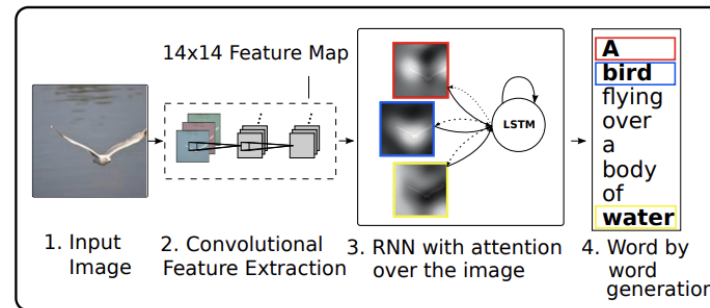 14x14 Feature Map
LSTM
A
bird
flying
over
a
body
of
water
1. Input
Image
2. Convolutional
Feature Extraction
3. RNN with attention
over the image
4. Word by
word
generation